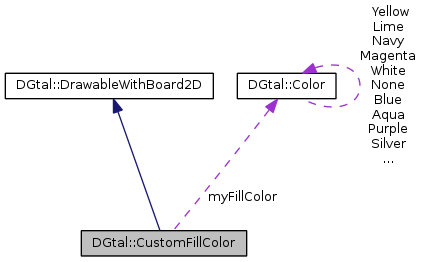 Yellow
Lime
Navy
Magenta
White
None
Blue
Aqua
Purple
Silver
...
DGtal::DrawableWithBoard2D
DGtal::Color
myFillColor
DGtal::CustomFillColor